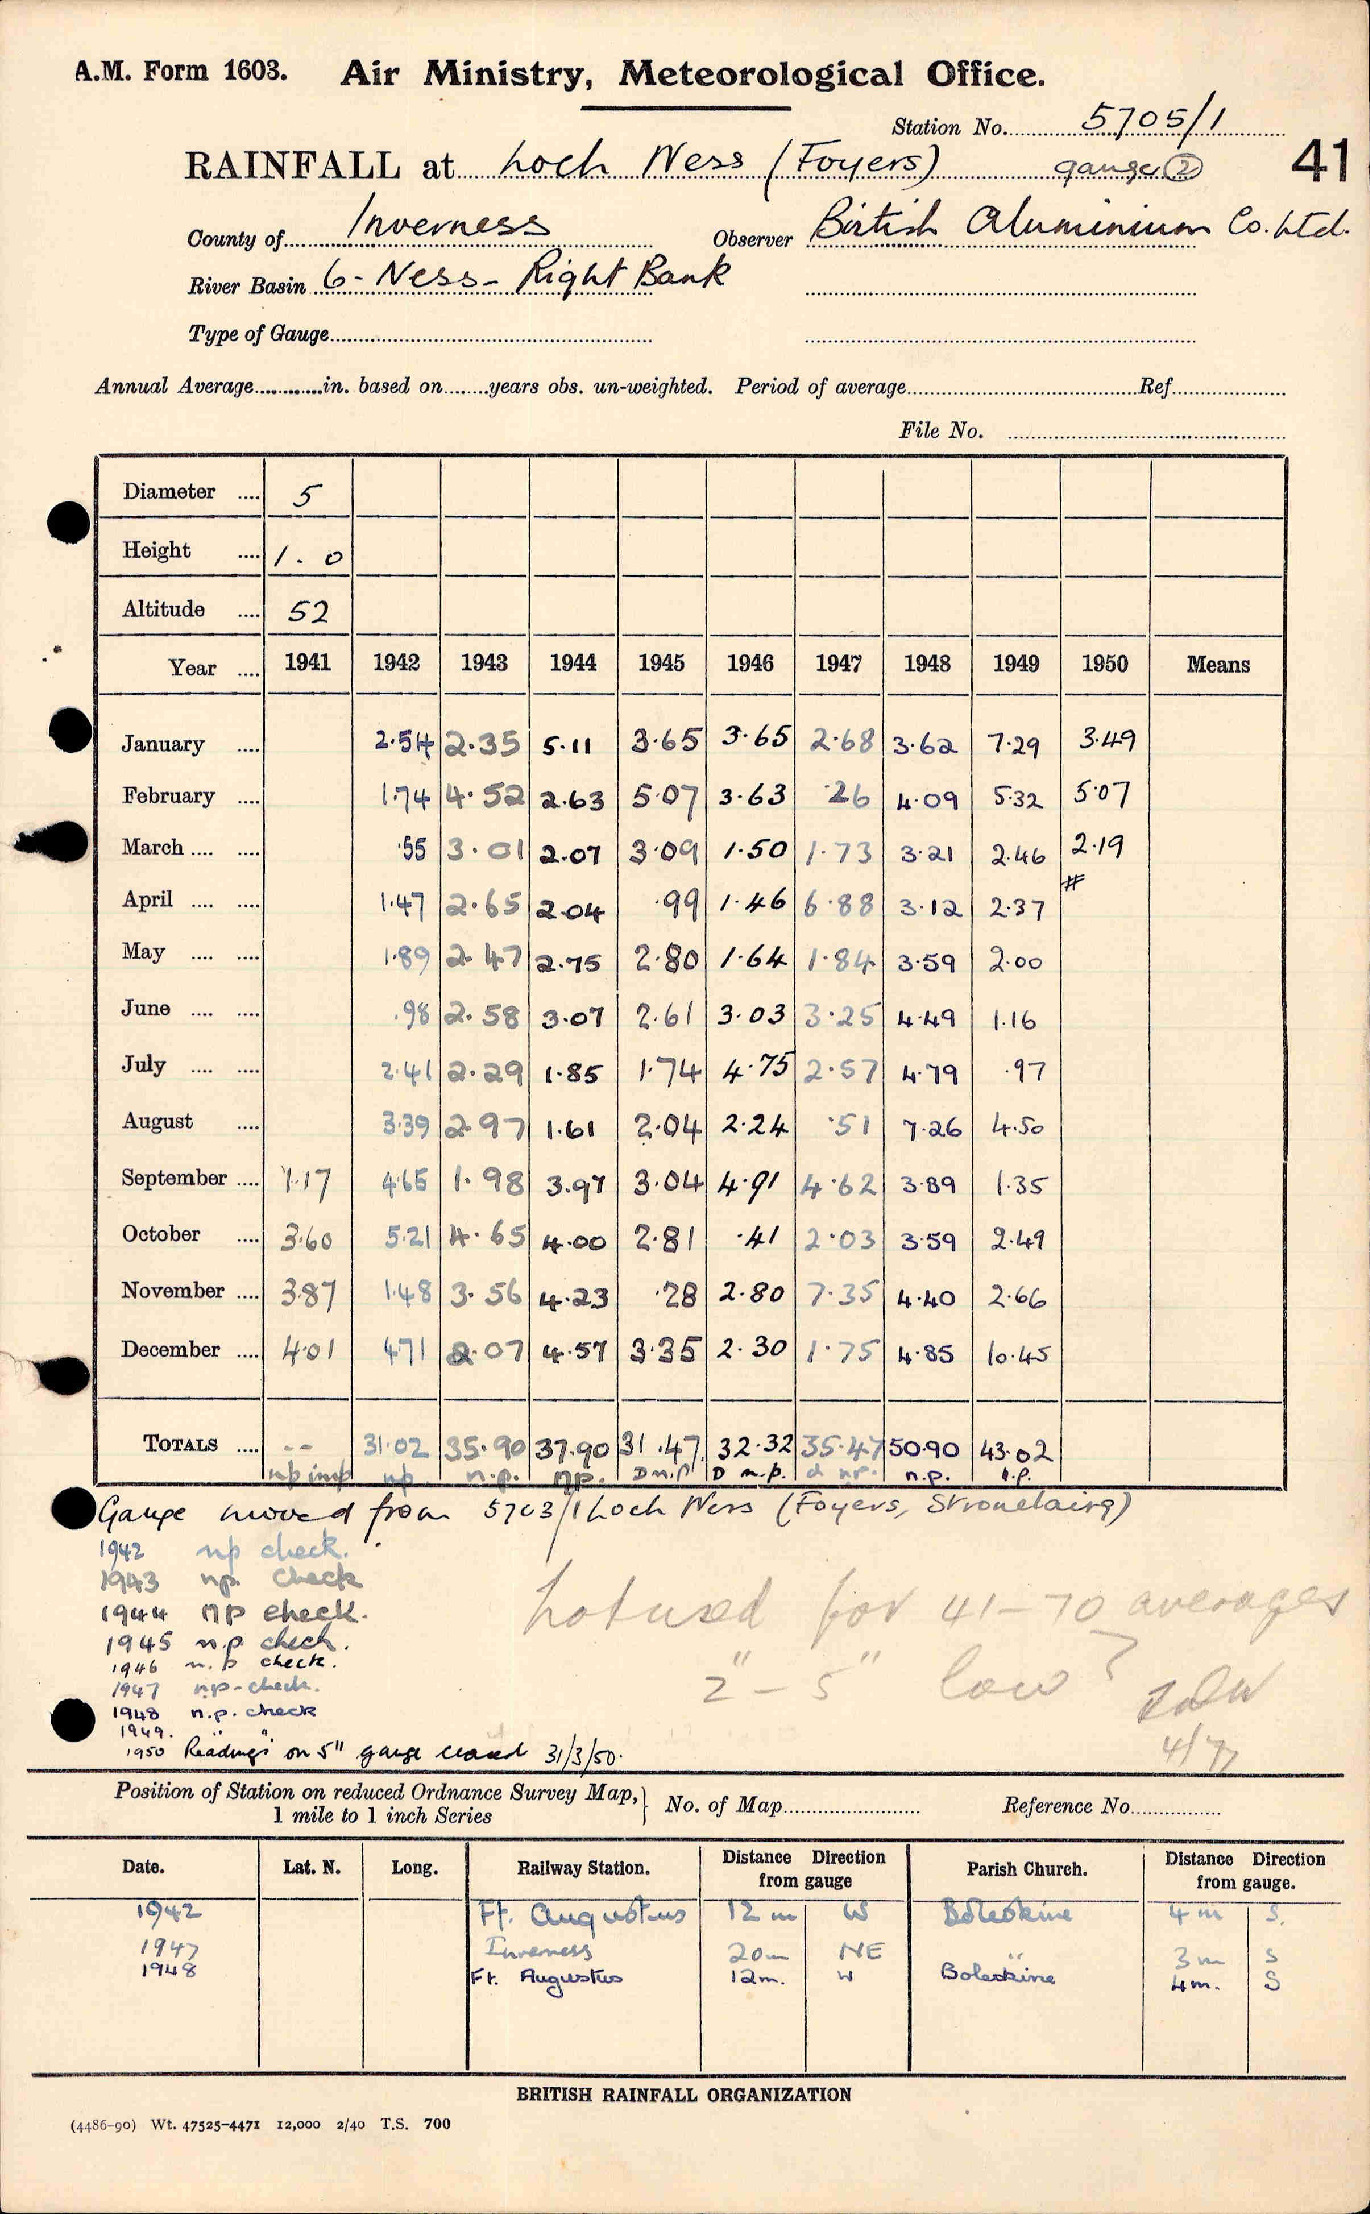 A.M. Form 1603. Air Ministry, Meteorological Office.
Station No. 5705/1
RAINFALL at Loch Ness (Foyers) gauge ② 41
County of Inverness Observer British Aluminium Co. Ltd.
River Basin 6 - Ness - Right Bank
Type of Gauge
Annual Average in. based on years obs. un-weighted. Period of average Ref.
File No.
Diameter 5
Height 1. 0
Altitude 52
Year 1941 1942 1943 1944 1945 1946 1947 1948 1949 1950 Means
January 2.54 2.35 5.11 3.65 3.65 2.68 3.62 7.29 3.49
February 1.74 4.52 2.63 5.07 3.63 .26 4.09 5.32 5.07
March .55 3.01 2.07 3.09 1.50 1.73 3.21 2.46 2.19
April 1.47 2.65 2.04 .99 1.46 6.88 3.12 2.37 #
May 1.89 2.47 2.75 2.80 1.64 1.84 3.59 2.00
June .98 2.58 3.07 2.61 3.03 3.25 4.49 1.16
July 2.41 2.29 1.85 1.74 4.75 2.57 4.79 .97
August 3.39 2.97 1.61 2.04 2.24 .51 7.26 4.50
September 1.17 4.65 1.98 3.97 3.04 4.91 4.62 3.89 1.35
October 3.60 5.21 4.65 4.00 2.81 .41 2.03 3.59 2.49
November 3.87 1.48 3.56 4.23 .28 2.80 7.35 4.40 2.66
December 4.01 4.71 2.07 4.57 3.35 2.30 1.75 4.85 10.45
TOTALS -- 31.02 35.90 37.90 31.47 32.32 35.47 50.90 43.02
np imp np n.p. np. D n.p D n.p. d np. n.p. n.p.
Gauge moved from 5703/1 Loch Ness (Foyers, Stronelairg)
1942 np check.
1943 np. check
1944 np check.
1945 n.p check.
1946 n.p check.
1947 np-check.
1948 n.p. check
1949. " "
1950 Readings on 5" gauge ceased 31/3/50.
not used for 41-70 averages
2" - 5" low?
4/77
Position of Station on reduced Ordnance Survey Map, 1 mile to 1 inch Series No. of Map Reference No.
Date. Lat. N. Long. Railway Station. Distance Direction from gauge Parish Church. Distance Direction from gauge.
1942 Ft. Augustus 12 m W Boleskine 4 m S.
1947 Inverness 20m NE " 3 m S
1948 Ft. Augustus 12m. W Boleskine 4m. S
BRITISH RAINFALL ORGANIZATION
(4486-90) Wt. 47525-4471 12,000 2/40 T.S. 700